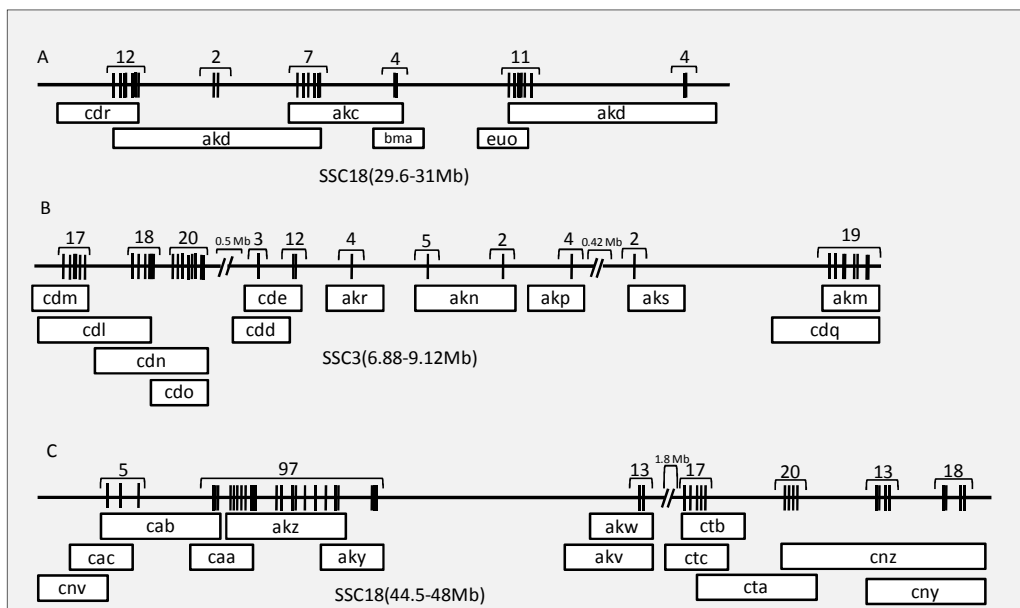 A
12 2 7 4 11 4
cdr akc akd
akd bma euo
SSC18(29.6-31Mb)
B
17 18 20 0.5 Mb 3 12 4 5 2 4 0.42 Mb 2 19
cdm cde akr akn akp aks akm
cdl cdd cdq
cdn
SSC3(6.88-9.12Mb)
cdo
C
5 97 13 1.8 Mb 17 20 13 18
cab akz akw ctb
cac caa aky akv ctc cnz
cnv cta cny
SSC18(44.5-48Mb)